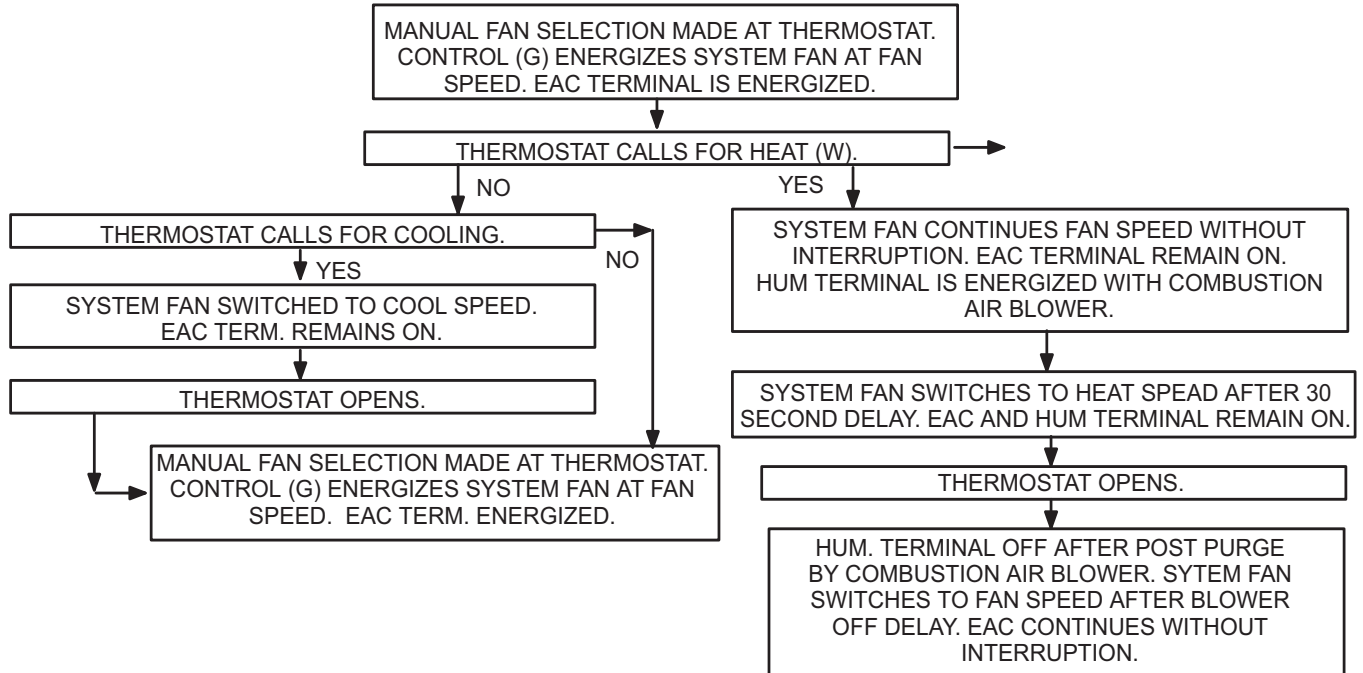 MANUAL FAN SELECTION MADE AT THERMOSTAT.
CONTROL (G) ENERGIZES SYSTEM FAN AT FAN
SPEED. EAC TERMINAL IS ENERGIZED.
THERMOSTAT CALLS FOR HEAT (W).
NO
YES
THERMOSTAT CALLS FOR COOLING.
NO
YES
SYSTEM FAN SWITCHED TO COOL SPEED.
EAC TERM. REMAINS ON.
THERMOSTAT OPENS.
MANUAL FAN SELECTION MADE AT THERMOSTAT.
CONTROL (G) ENERGIZES SYSTEM FAN AT FAN
SPEED. EAC TERM. ENERGIZED.
SYSTEM FAN CONTINUES FAN SPEED WITHOUT
INTERRUPTION. EAC TERMINAL REMAIN ON.
HUM TERMINAL IS ENERGIZED WITH COMBUSTION
AIR BLOWER.
SYSTEM FAN SWITCHES TO HEAT SPEAD AFTER 30
SECOND DELAY. EAC AND HUM TERMINAL REMAIN ON.
THERMOSTAT OPENS.
HUM. TERMINAL OFF AFTER POST PURGE
BY COMBUSTION AIR BLOWER. SYTEM FAN
SWITCHES TO FAN SPEED AFTER BLOWER
OFF DELAY. EAC CONTINUES WITHOUT
INTERRUPTION.